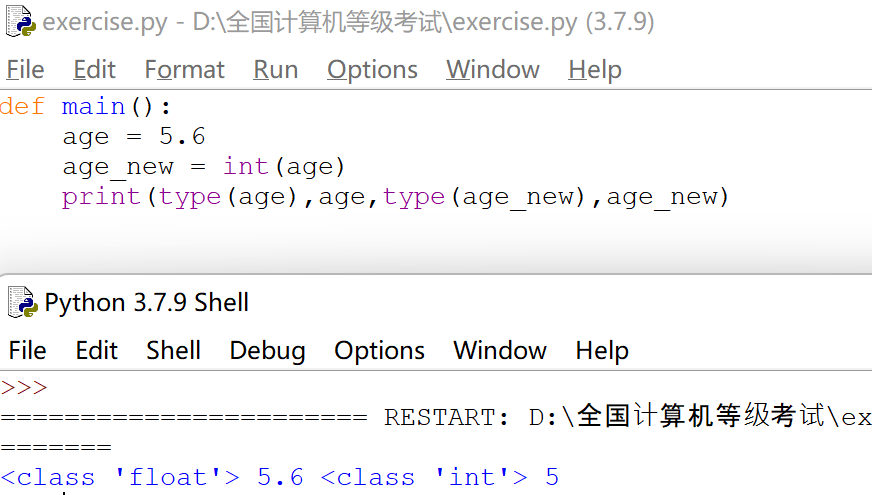 exercise.py - D:\全国计算机等级考试\exercise.py (3.7.9)
File Edit Format Run Options Window Help
def main():
    age = 5.6
    age_new = int(age)
    print(type(age),age,type(age_new),age_new)
Python 3.7.9 Shell
File Edit Shell Debug Options Window Help
>>>
======================= RESTART: D:\全国计算机等级考试\ex
=======
<class 'float'> 5.6 <class 'int'> 5